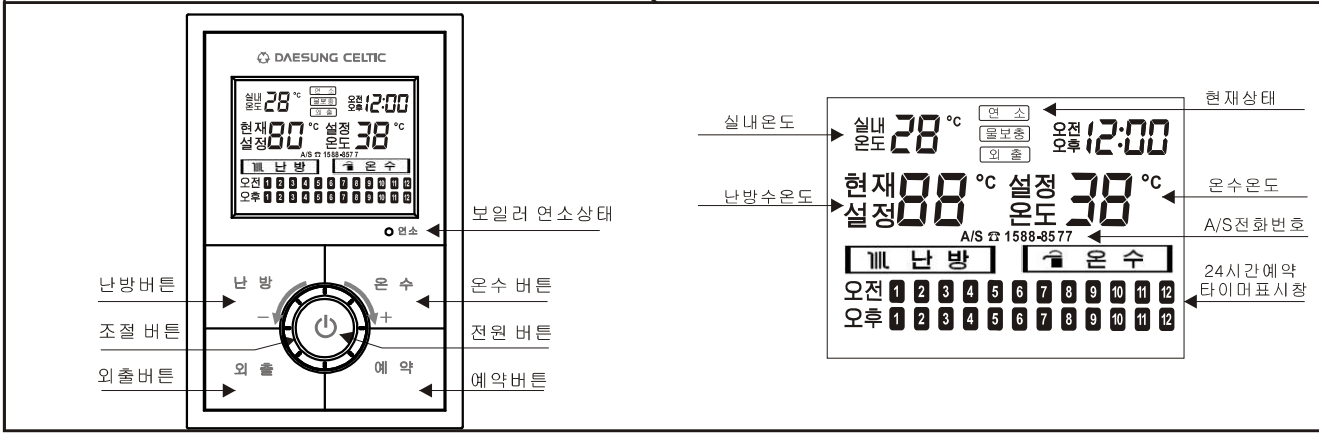 DAESUNG CELTIC
실내온도 28 °C
연 소
물보충
외 출
오전 오후 12:00
현재 설정 80 °C
설정 온도 38 °C
A/S ☎ 1588-8577
난 방
온 수
오전 1 2 3 4 5 6 7 8 9 10 11 12
오후 1 2 3 4 5 6 7 8 9 10 11 12
연소
보일러 연소상태
난 방
온 수
난방버튼
온수 버튼
− +
조절 버튼
전원 버튼
외 출
예 약
외출버튼
예약버튼
현재상태
실내온도
실내온도 28 °C
연 소
물보충
외 출
오전 오후 12:00
난방수온도
현재 설정 88 °C
설정 온도 38 °C
온수온도
A/S ☎ 1588-8577
A/S전화번호
난 방
온 수
24시간예약
타이머표시창
오전 1 2 3 4 5 6 7 8 9 10 11 12
오후 1 2 3 4 5 6 7 8 9 10 11 12